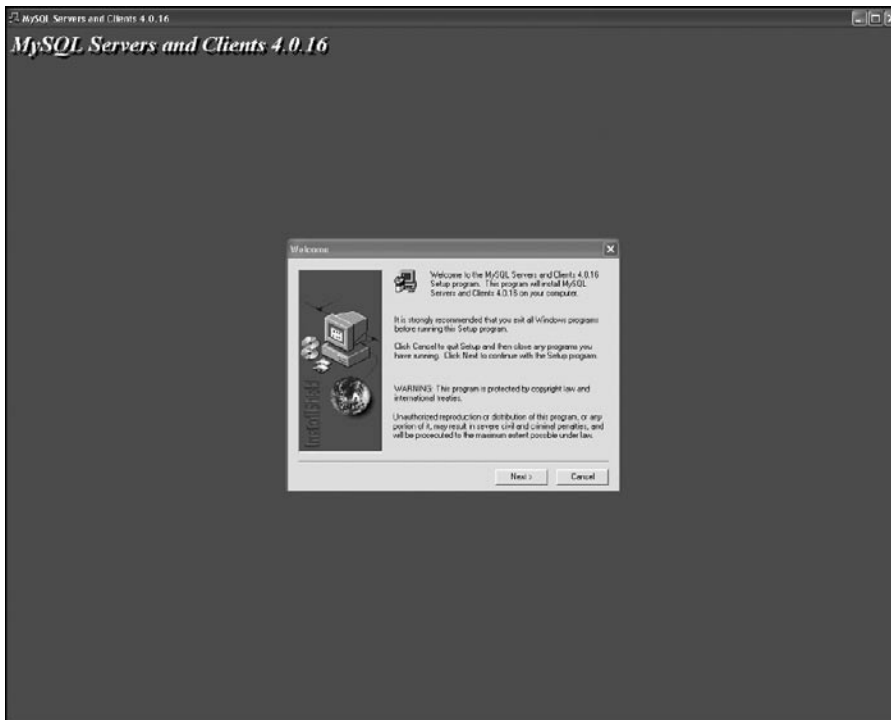 MySQL Servers and Clients 4.0.16
MySQL Servers and Clients 4.0.16
Welcome
Welcome to the MySQL Servers and Clients 4.0.16
Setup program. This program will install MySQL
Servers and Clients 4.0.16 on your computer.
It is strongly recommended that you exit all Windows programs
before running this Setup program.
Click Cancel to quit Setup and then close any programs you
have running. Click Next to continue with the Setup program.
WARNING: This program is protected by copyright law and
international treaties.
Unauthorized reproduction or distribution of this program, or any
portion of it, may result in severe civil and criminal penalties, and
will be prosecuted to the maximum extent possible under law.
InstallShield
Next >
Cancel